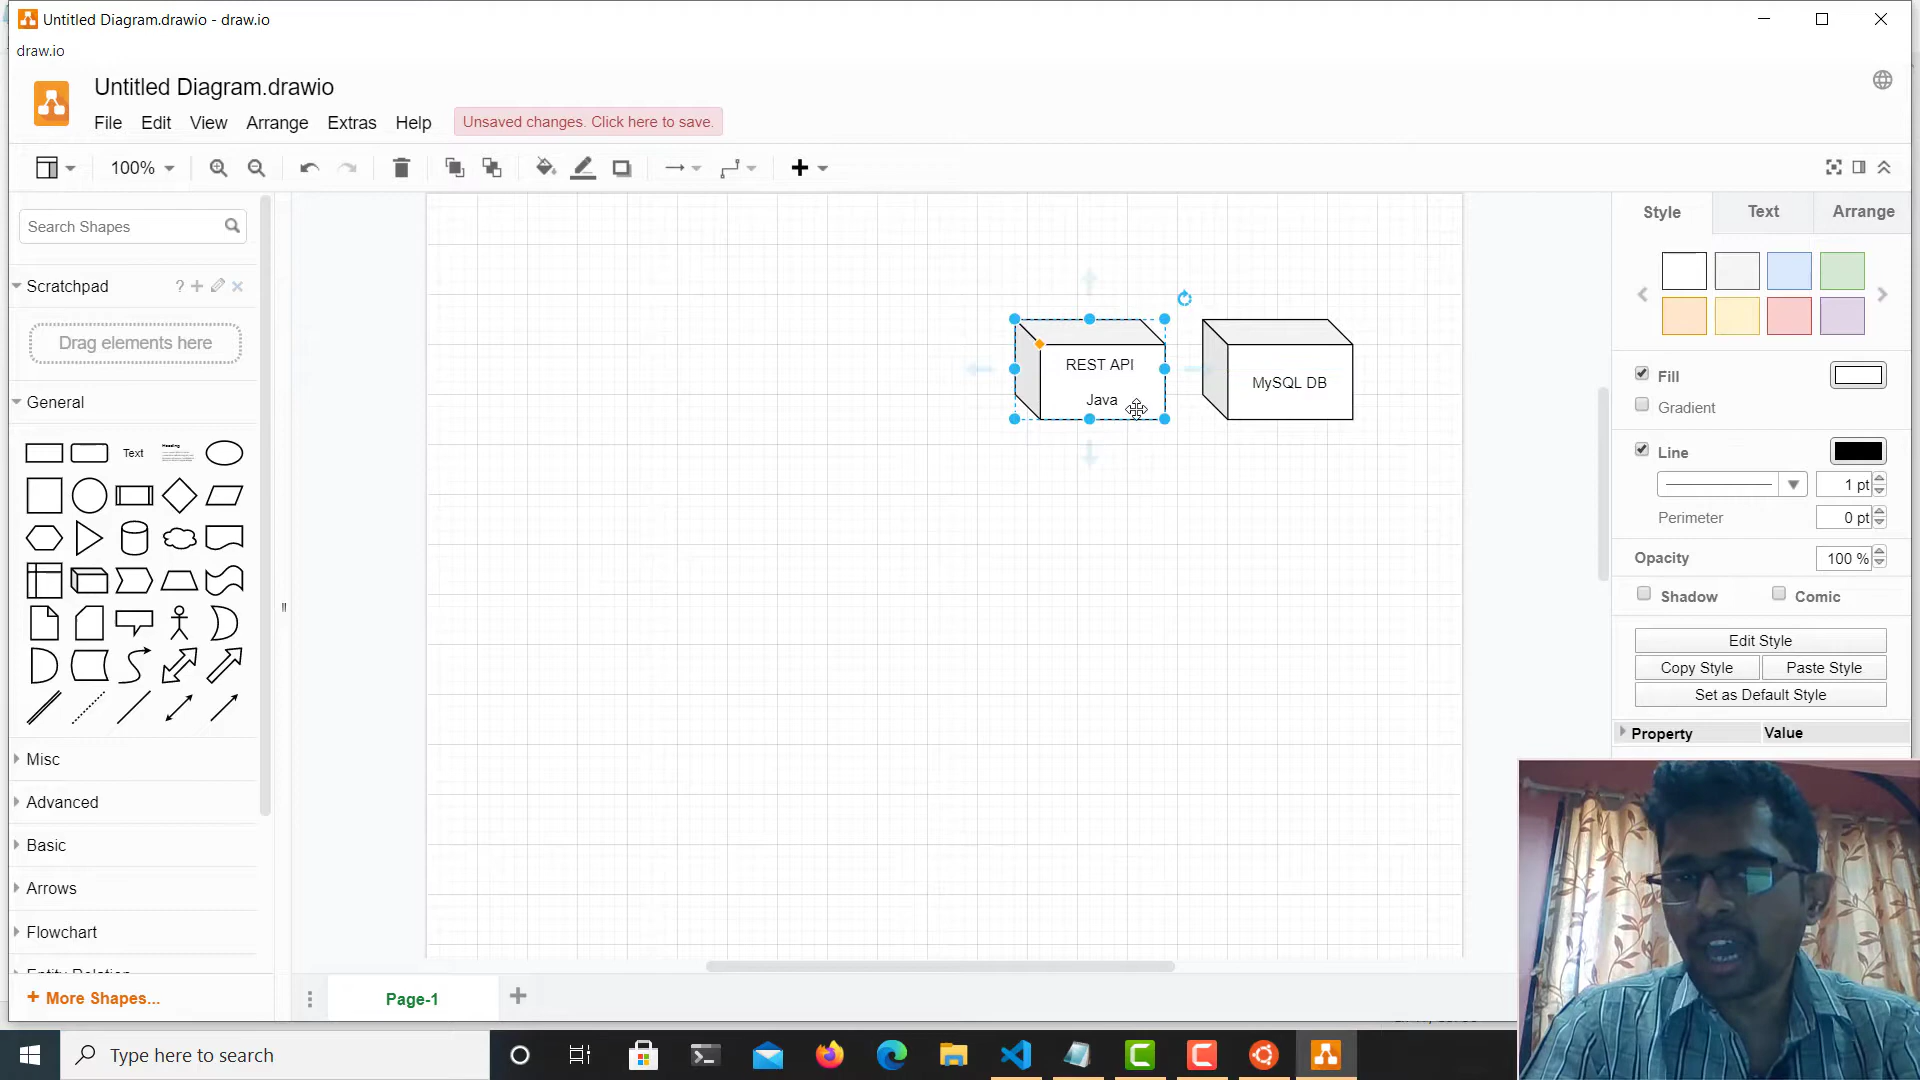 Untitled Diagram.drawio - draw.io
draw.io
Untitled Diagram.drawio
File Edit View Arrange Extras Help Unsaved changes. Click here to save.
100%
Search Shapes
Scratchpad ?
Drag elements here
General
Text
Heading
Misc
Advanced
Basic
Arrows
Flowchart
Entity Relation
+ More Shapes...
REST API
Java
MySQL DB
Page-1
Style Text Arrange
Fill
Gradient
Line
1 pt
Perimeter 0 pt
Opacity 100 %
Shadow Comic
Edit Style
Copy Style Paste Style
Set as Default Style
Property Value
Type here to search